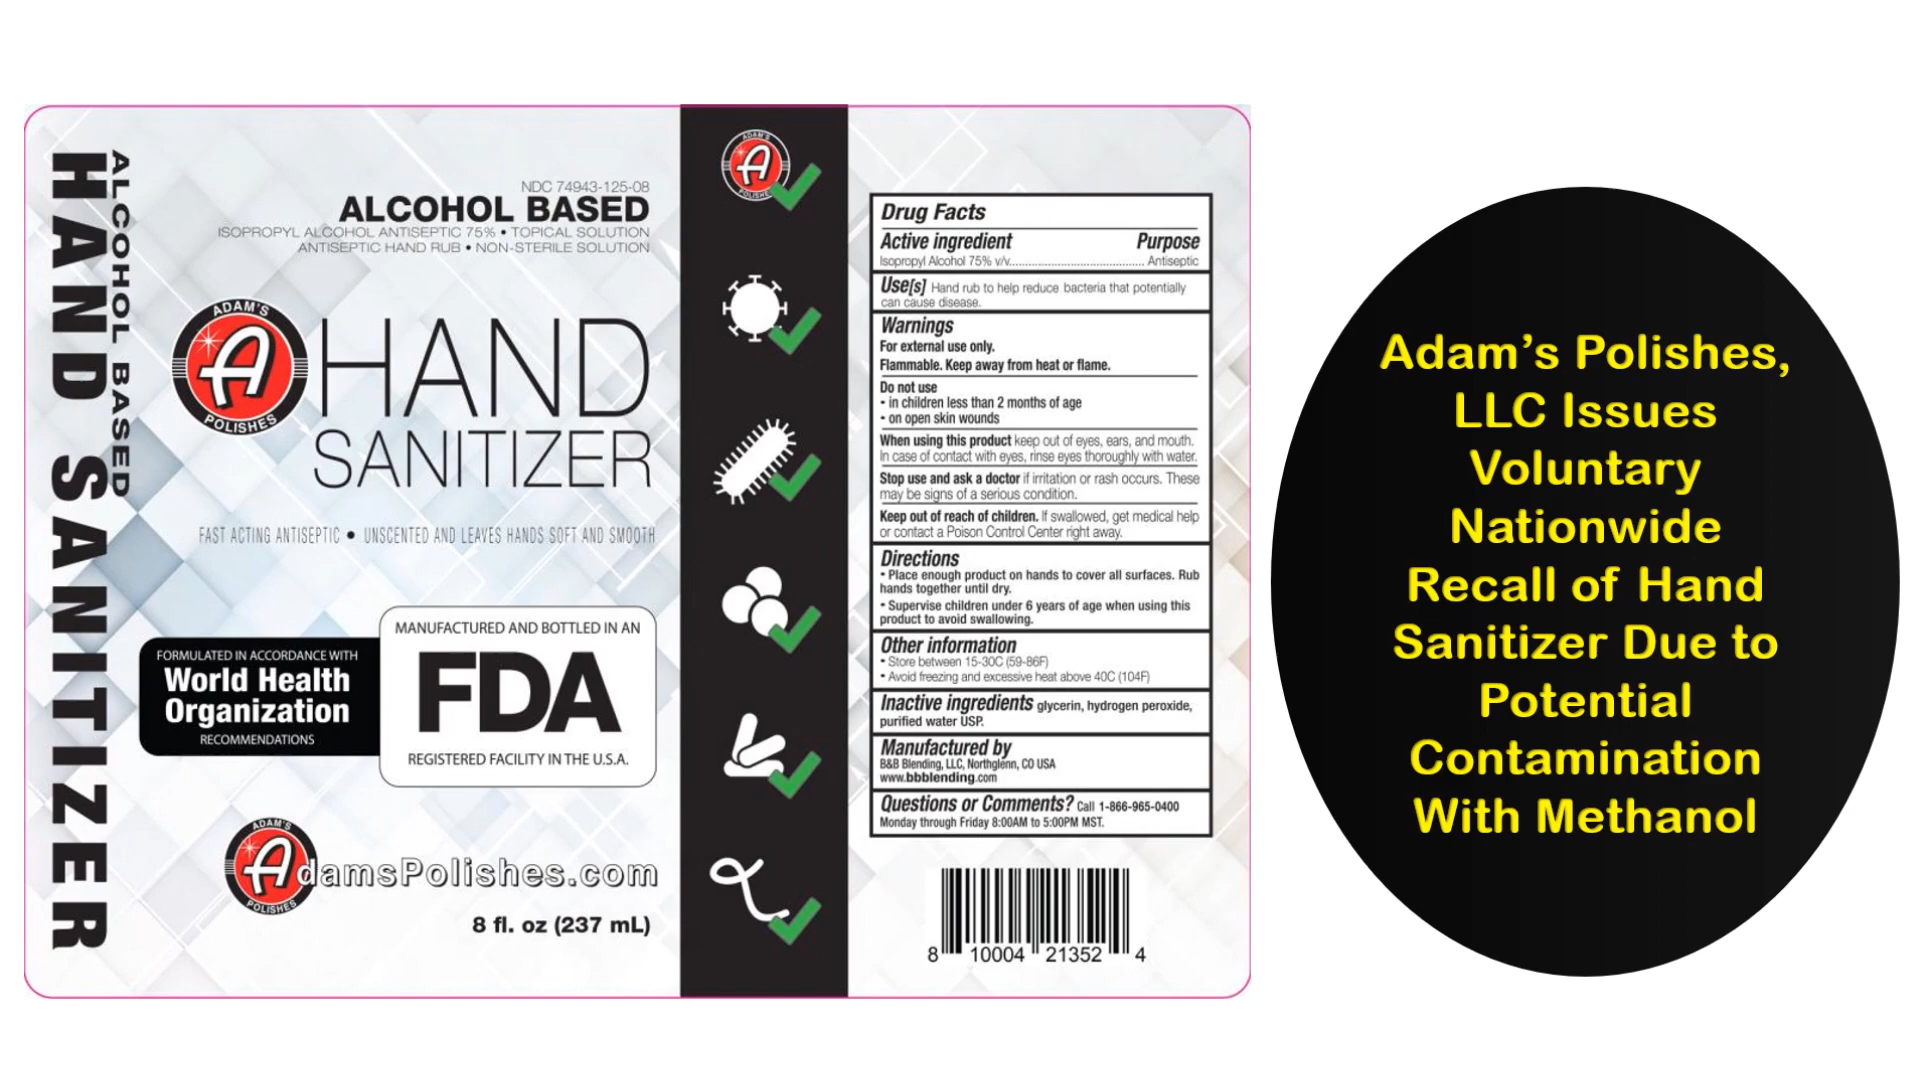 ALCOHOL BASED
HAND SANITIZER
NDC 74943-125-08
ALCOHOL BASED
ISOPROPYL ALCOHOL ANTISEPTIC 75% • TOPICAL SOLUTION
ANTISEPTIC HAND RUB • NON-STERILE SOLUTION
ADAM'S
A
POLISHES
HAND
SANITIZER
FAST ACTING ANTISEPTIC • UNSCENTED AND LEAVES HANDS SOFT AND SMOOTH
FORMULATED IN ACCORDANCE WITH
World Health
Organization
RECOMMENDATIONS
MANUFACTURED AND BOTTLED IN AN
FDA
REGISTERED FACILITY IN THE U.S.A.
ADAM'S
AdamsPolishes.com
POLISHES
8 fl. oz (237 mL)
ADAM'S
A
POLISHES
Drug Facts
Active ingredient Purpose
Isopropyl Alcohol 75% v/v............................................ Antiseptic
Use[s] Hand rub to help reduce bacteria that potentially
can cause disease.
Warnings
For external use only.
Flammable. Keep away from heat or flame.
Do not use
• in children less than 2 months of age
• on open skin wounds
When using this product keep out of eyes, ears, and mouth.
In case of contact with eyes, rinse eyes thoroughly with water.
Stop use and ask a doctor if irritation or rash occurs. These
may be signs of a serious condition.
Keep out of reach of children. If swallowed, get medical help
or contact a Poison Control Center right away.
Directions
• Place enough product on hands to cover all surfaces. Rub
hands together until dry.
• Supervise children under 6 years of age when using this
product to avoid swallowing.
Other information
• Store between 15-30C (59-86F)
• Avoid freezing and excessive heat above 40C (104F)
Inactive ingredients glycerin, hydrogen peroxide,
purified water USP.
Manufactured by
B&B Blending, LLC, Northglenn, CO USA
www.bbblending.com
Questions or Comments? Call 1-866-965-0400
Monday through Friday 8:00AM to 5:00PM MST.
8 10004 21352 4
Adam’s Polishes,
LLC Issues
Voluntary
Nationwide
Recall of Hand
Sanitizer Due to
Potential
Contamination
With Methanol